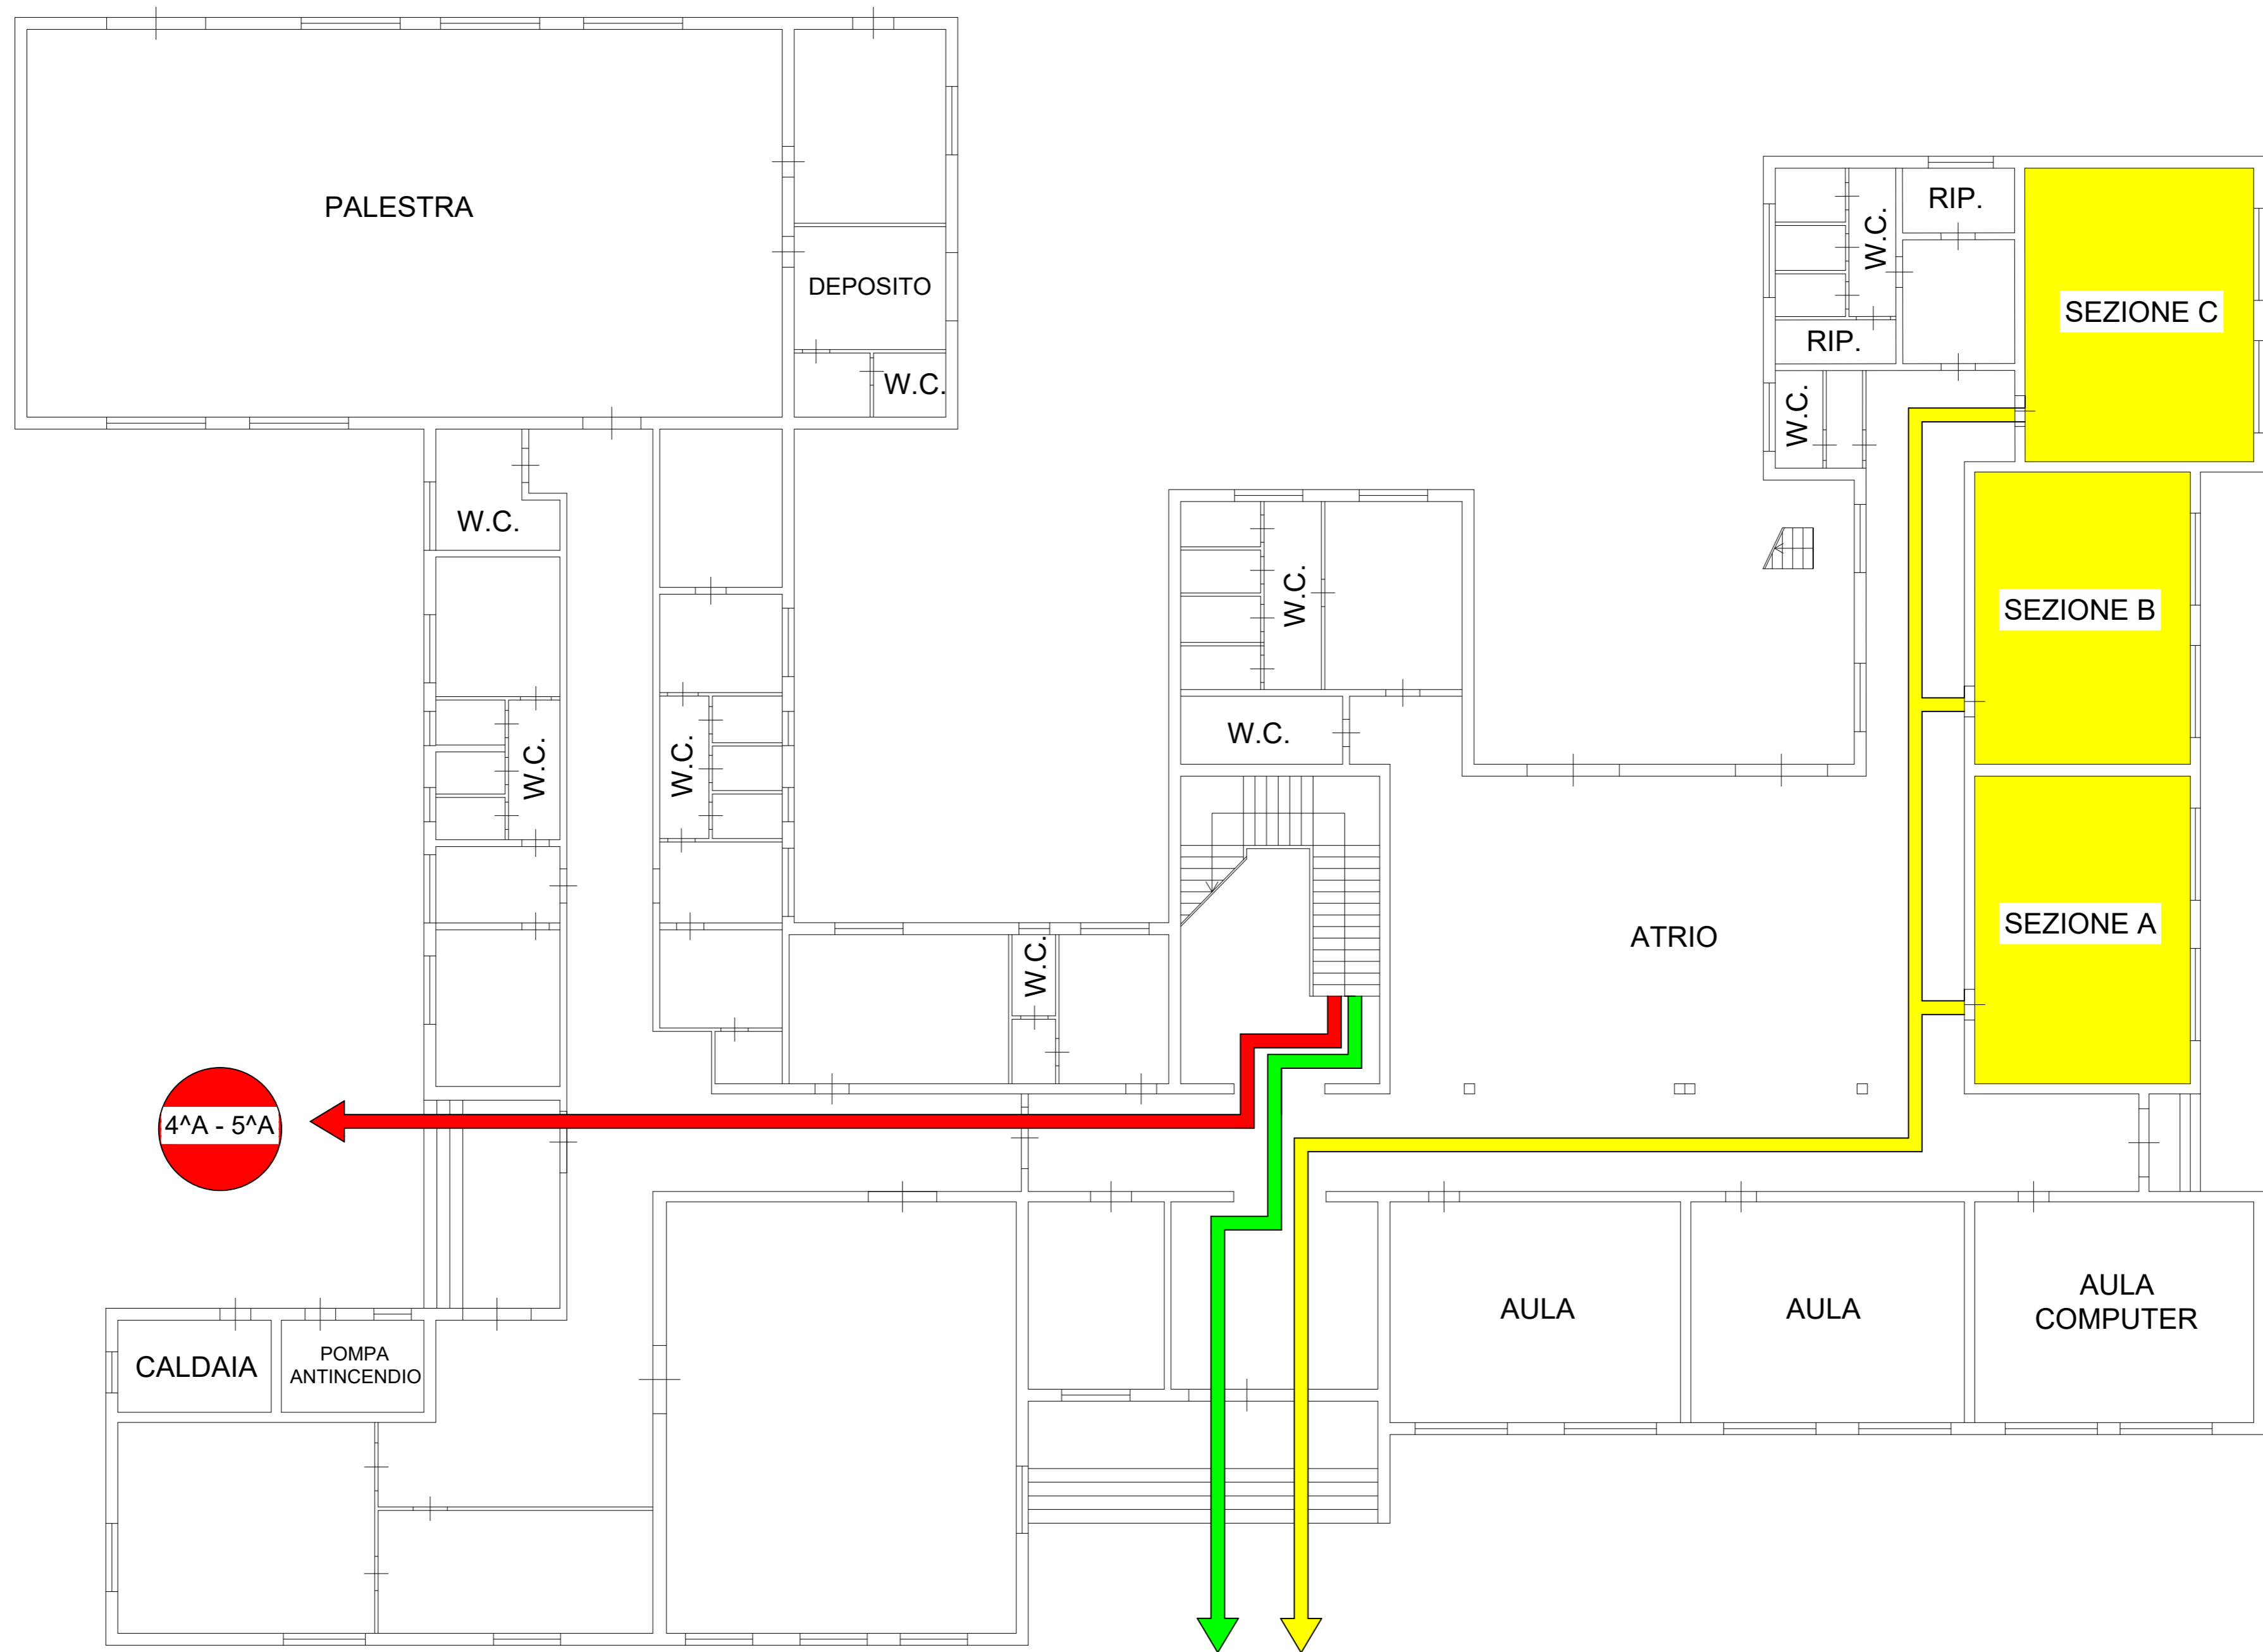 PALESTRA
DEPOSITO
W.C.
W.C.
RIP.
SEZIONE C
RIP.
W.C.
W.C.
W.C.
W.C.
SEZIONE B
W.C.
W.C.
W.C.
SEZIONE A
ATRIO
W.C.
4^A - 5^A
AULA
AULA
AULA
COMPUTER
CALDAIA
POMPA
ANTINCENDIO